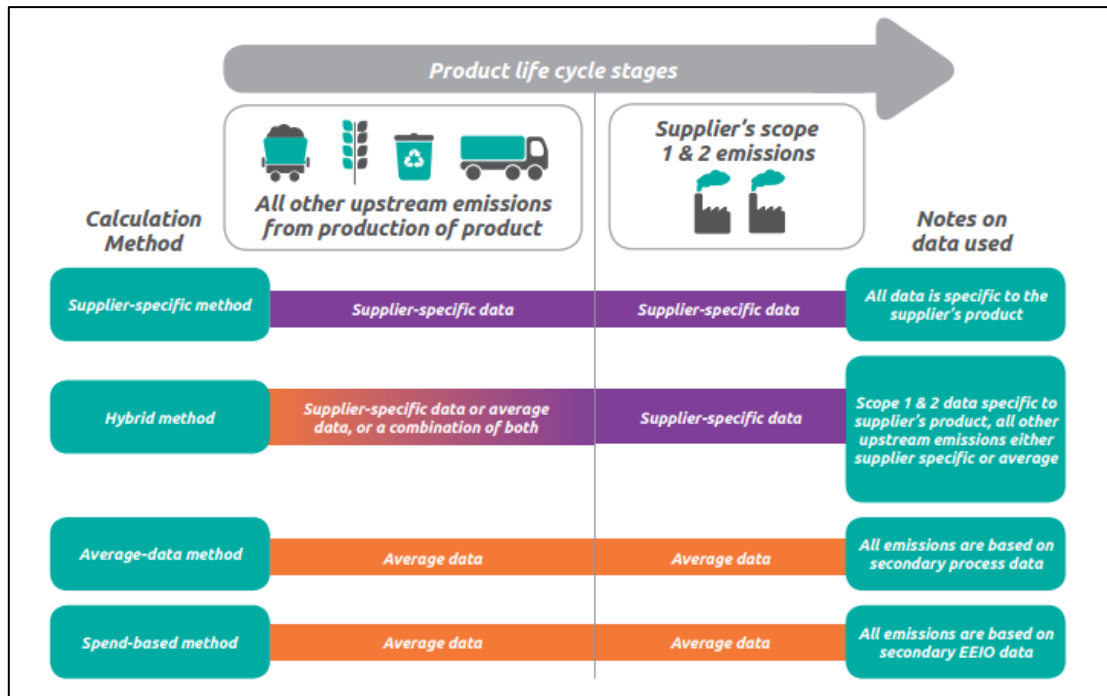 Product life cycle stages
All other upstream emissions
from production of product
Supplier's scope
1 & 2 emissions
Calculation
Method
Notes on
data used
Supplier-specific method
Supplier-specific data
Supplier-specific data
All data is specific to the
supplier's product
Hybrid method
Supplier-specific data or average
data, or a combination of both
Supplier-specific data
Scope 1 & 2 data specific to
supplier's product, all other
upstream emissions either
supplier specific or average
Average-data method
Average data
Average data
All emissions are based on
secondary process data
Spend-based method
Average data
Average data
All emissions are based on
secondary EEIO data